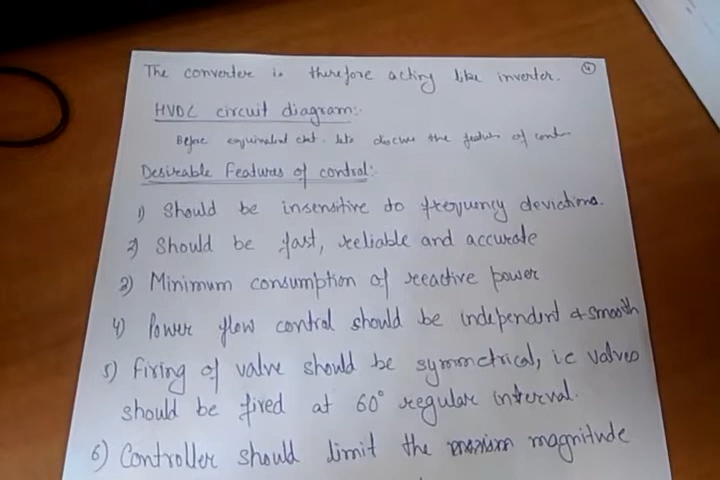 The converter is therefore acting like inverter. 4
HVDC circuit diagram:-
Before equivalent ckt. lets discuss the features of
Desireable Features of control:-
1) Should be insensitive to frequency deviations.
2) Should be fast, reliable and accurate
3) Minimum consumption of reactive power
4) Power flow control should be independent & smooth
5) Firing of valve should be symmetrical, i.e valves
should be fired at 60° regular interval.
6) Controller should limit the magnitude